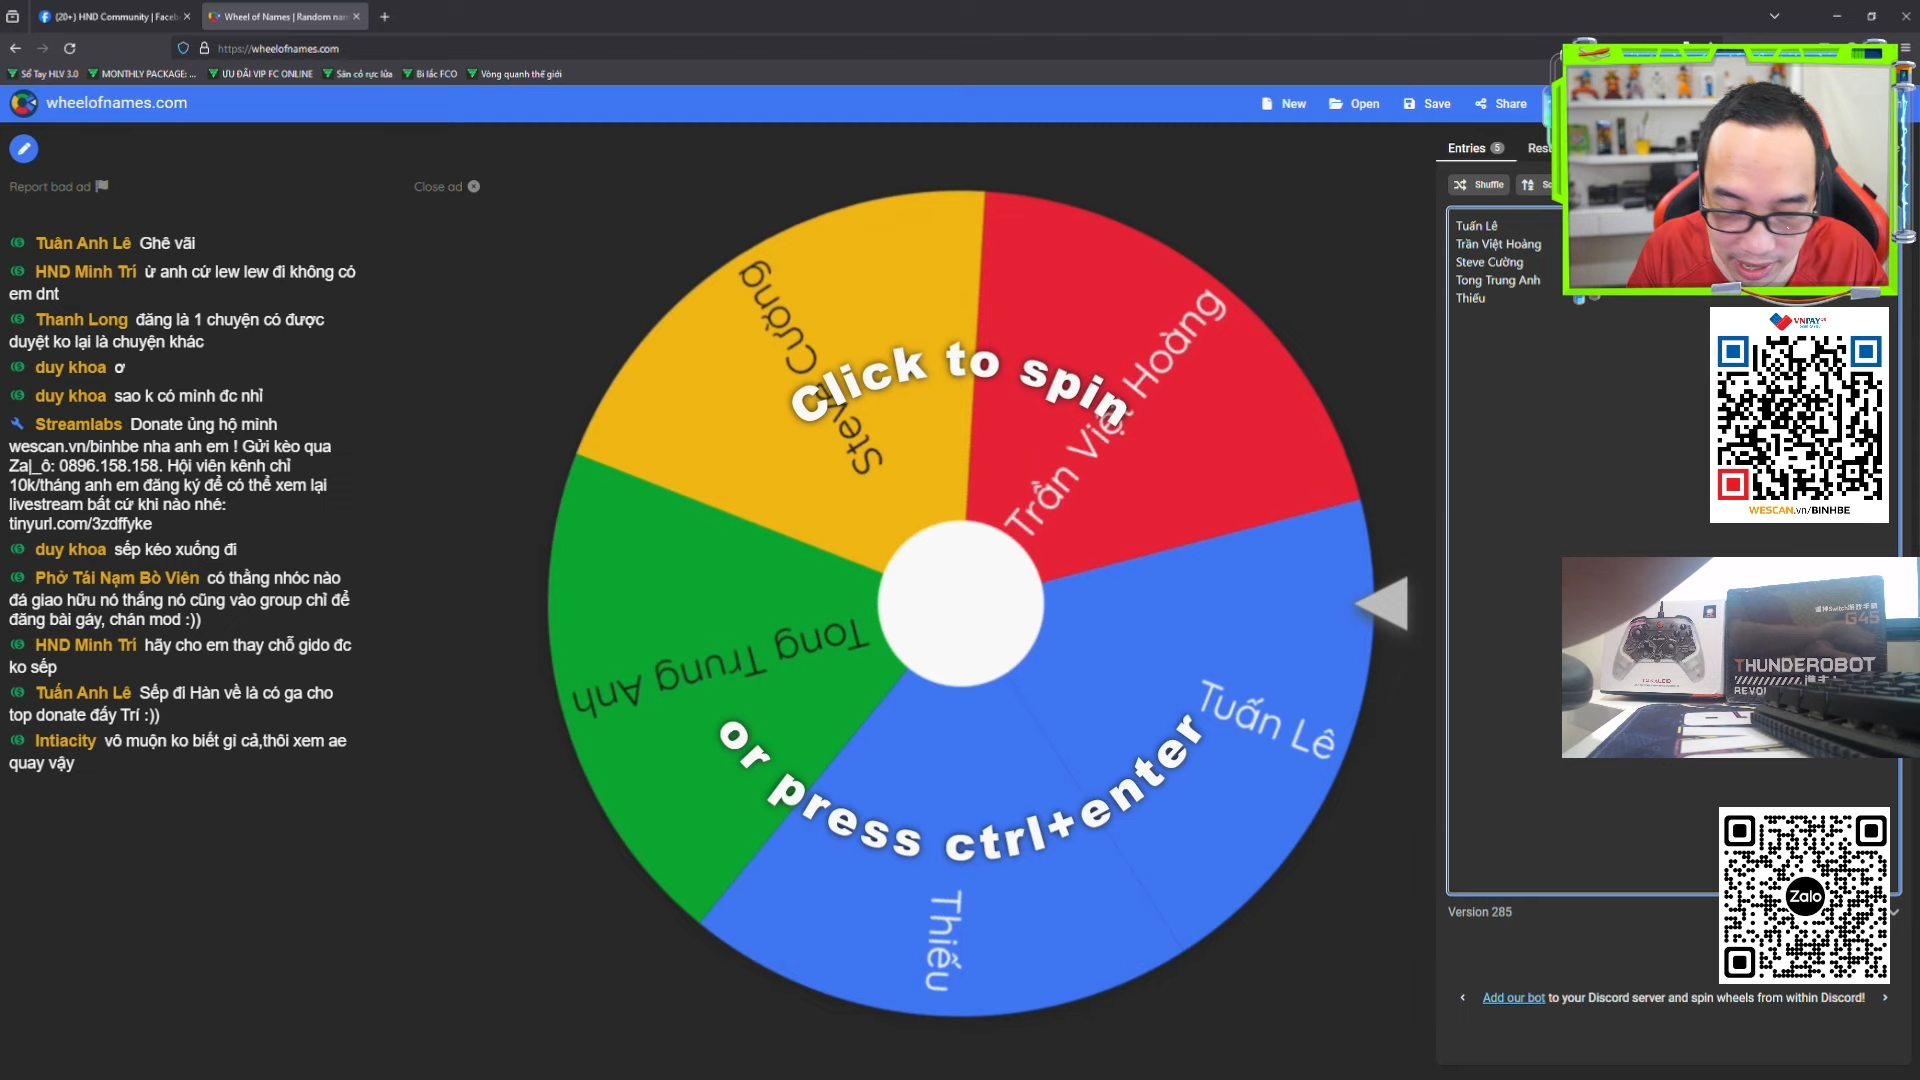 (20+) HND Community | Faceb
Wheel of Names | Random nam
https://wheelofnames.com
Sổ Tay HLV 3.0
MONTHLY PACKAGE: ...
ƯU ĐÃI VIP FC ONLINE
Sân cỏ rực lửa
Bi lắc FCO
Vòng quanh thế giới
wheelofnames.com
New
Open
Save
Share
Report bad ad
Close ad
Tuân Anh Lê Ghê vãi
HND Minh Trí ừ anh cứ lew lew đi không có
em dnt
Thanh Long đăng là 1 chuyện có được
duyệt ko lại là chuyện khác
duy khoa ơ
duy khoa sao k có mình đc nhỉ
Streamlabs Donate ủng hộ mình
wescan.vn/binhbe nha anh em ! Gửi kèo qua
Za|_ô: 0896.158.158. Hội viên kênh chỉ
10k/tháng anh em đăng ký để có thể xem lại
livestream bất cứ khi nào nhé:
tinyurl.com/3zdffyke
duy khoa sếp kéo xuống đi
Phở Tái Nạm Bò Viên có thằng nhóc nào
đá giao hữu nó thắng nó cũng vào group chỉ để
đăng bài gáy, chán mod :))
HND Minh Trí hãy cho em thay chỗ gido đc
ko sếp
Tuấn Anh Lê Sếp đi Hàn về là có ga cho
top donate đấy Trí :))
Intiacity vô muộn ko biết gì cả,thôi xem ae
quay vậy
Steve Cường
Trần Việt Hoàng
Click to spin
Tong Trung Anh
Tuấn Lê
or press ctrl+enter
Thiếu
Entries 5
Res
Shuffle
So
Tuấn Lê
Trần Việt Hoàng
Steve Cường
Tong Trung Anh
Thiếu
VNPAY QR
WESCAN.vn/BINHBE
G45
THUNDEROBOT
REVO
Version 285
Zalo
Add our bot to your Discord server and spin wheels from within Discord!